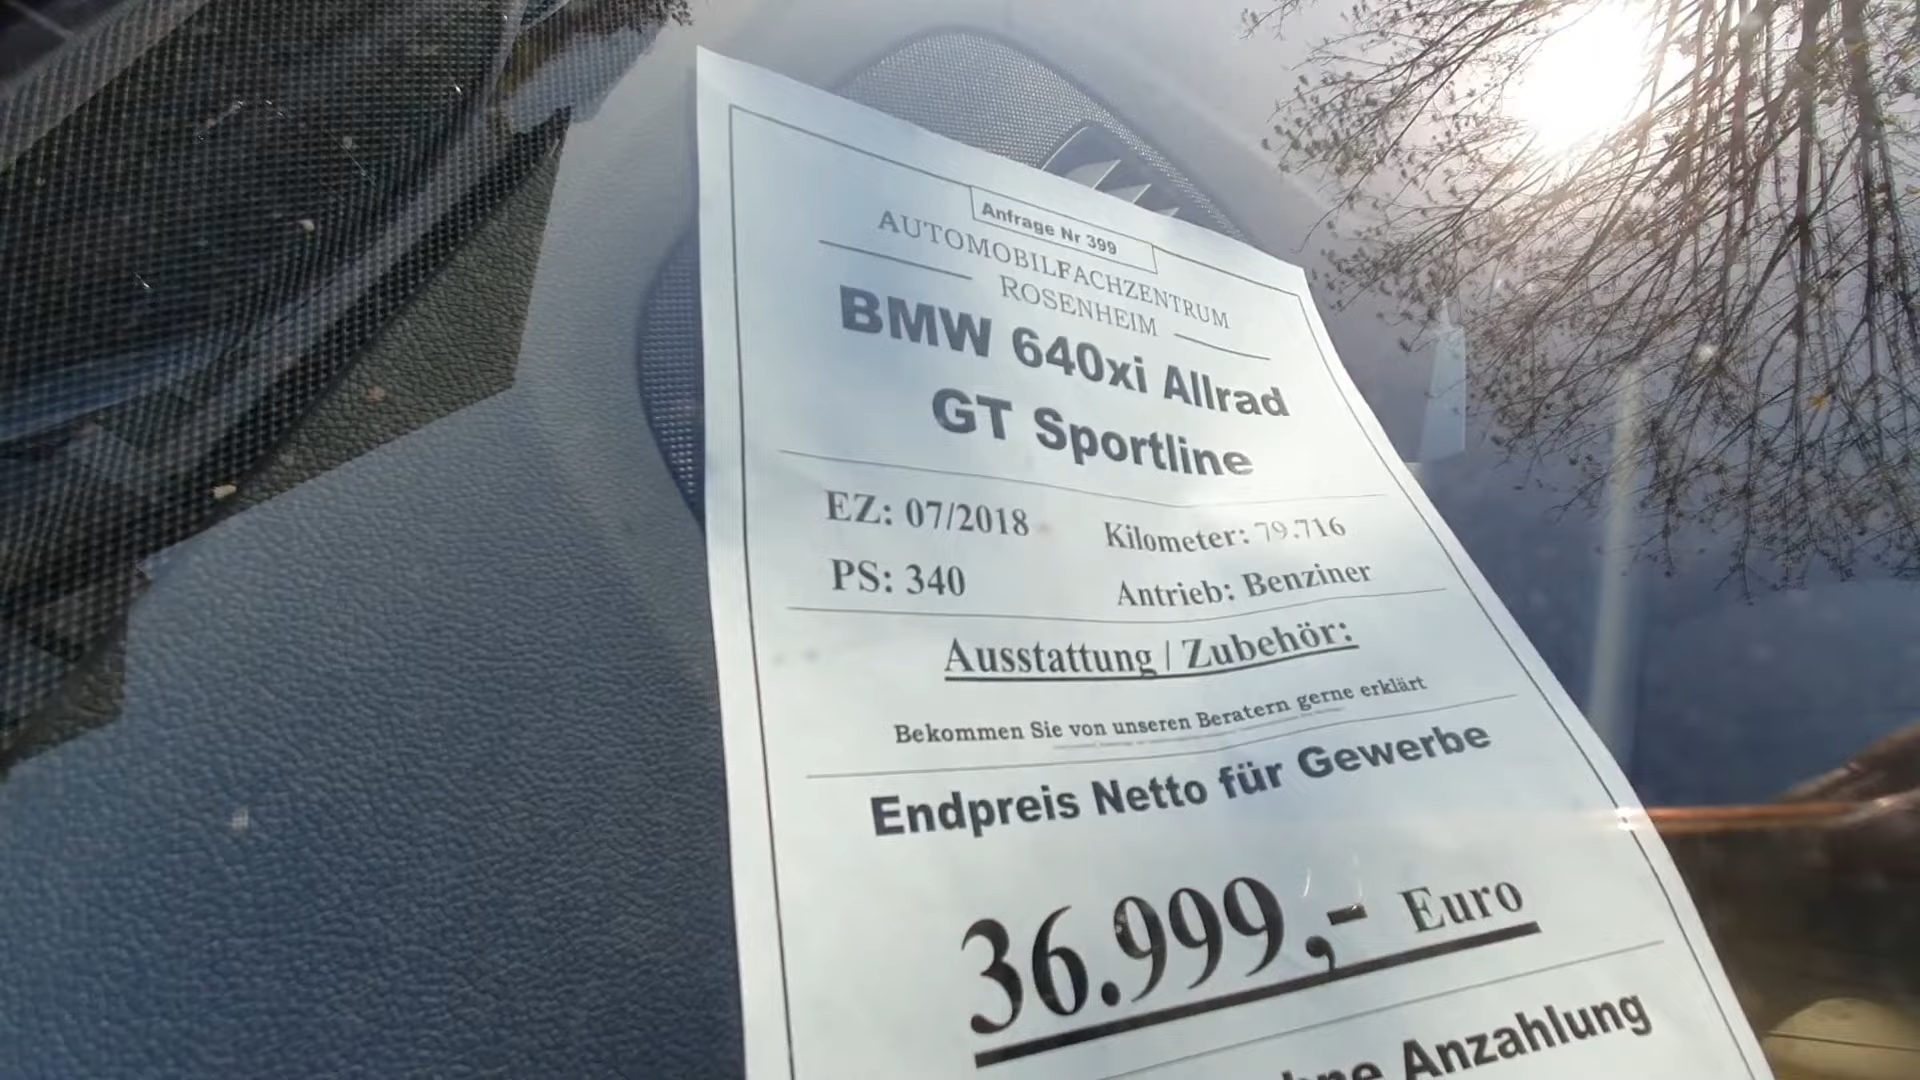 Anfrage Nr 399
AUTOMOBILFACHZENTRUM
ROSENHEIM
BMW 640xi Allrad
GT Sportline
EZ: 07/2018 Kilometer: 79.716
PS: 340 Antrieb: Benziner
Ausstattung / Zubehör:
Bekommen Sie von unseren Beratern gerne erklärt
Endpreis Netto für Gewerbe
36.999,- Euro
Anzahlung